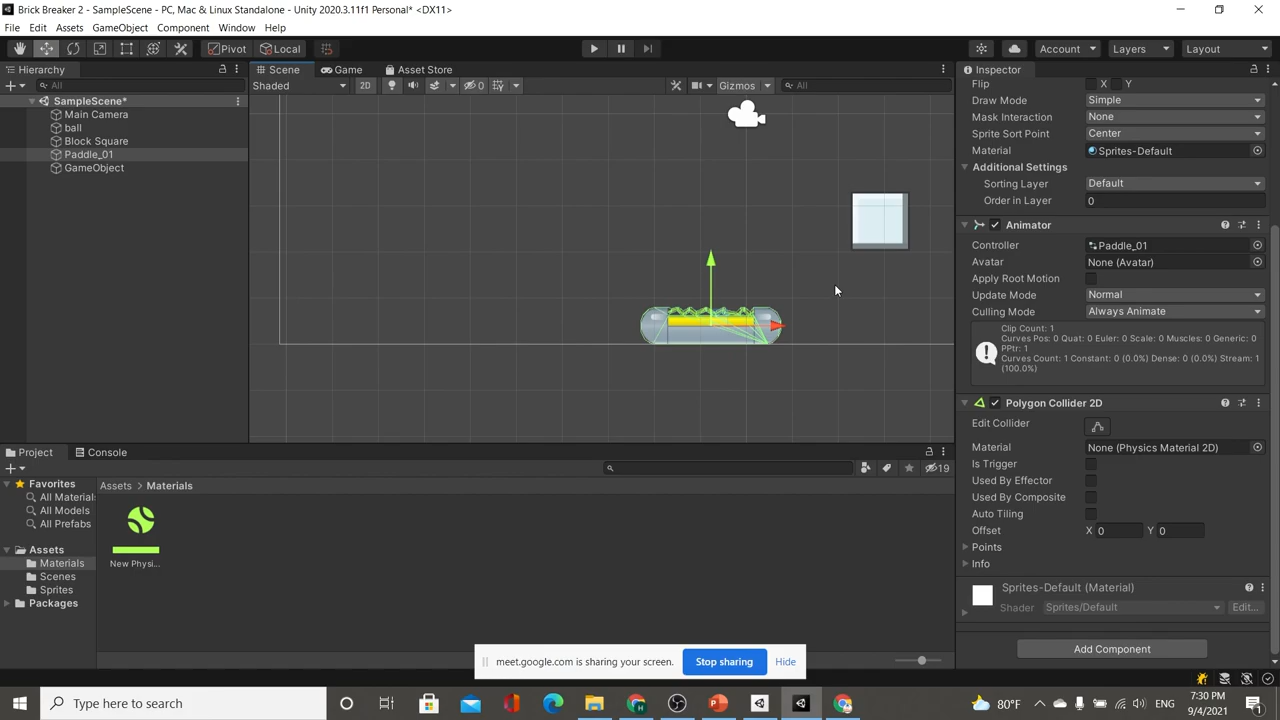 Brick Breaker 2 - SampleScene - PC, Mac & Linux Standalone - Unity 2020.3.11f1 Personal* <DX11>
File Edit Assets GameObject Component Window Help
Pivot Local Account Layers Layout
Hierarchy
All
SampleScene*
Main Camera
ball
Block Square
Paddle_01
GameObject
Scene Game Asset Store
Shaded 2D 0 Gizmos All
Inspector
Flip X Y
Draw Mode Simple
Mask Interaction None
Sprite Sort Point Center
Material Sprites-Default
Additional Settings
Sorting Layer Default
Order in Layer 0
Animator
Controller Paddle_01
Avatar None (Avatar)
Apply Root Motion
Update Mode Normal
Culling Mode Always Animate
Clip Count: 1
Curves Pos: 0 Quat: 0 Euler: 0 Scale: 0 Muscles: 0 Generic: 0
PPtr: 1
Curves Count: 1 Constant: 0 (0.0%) Dense: 0 (0.0%) Stream: 1
(100.0%)
Polygon Collider 2D
Edit Collider
Material None (Physics Material 2D)
Is Trigger
Used By Effector
Used By Composite
Auto Tiling
Offset X 0 Y 0
Points
Info
Sprites-Default (Material)
Shader Sprites/Default Edit...
Add Component
Project Console
19
Favorites
All Materials
All Models
All Prefabs
Assets
Materials
Scenes
Sprites
Packages
Assets > Materials
New Physi...
meet.google.com is sharing your screen. Stop sharing Hide
Type here to search
80°F ENG
7:30 PM
9/4/2021